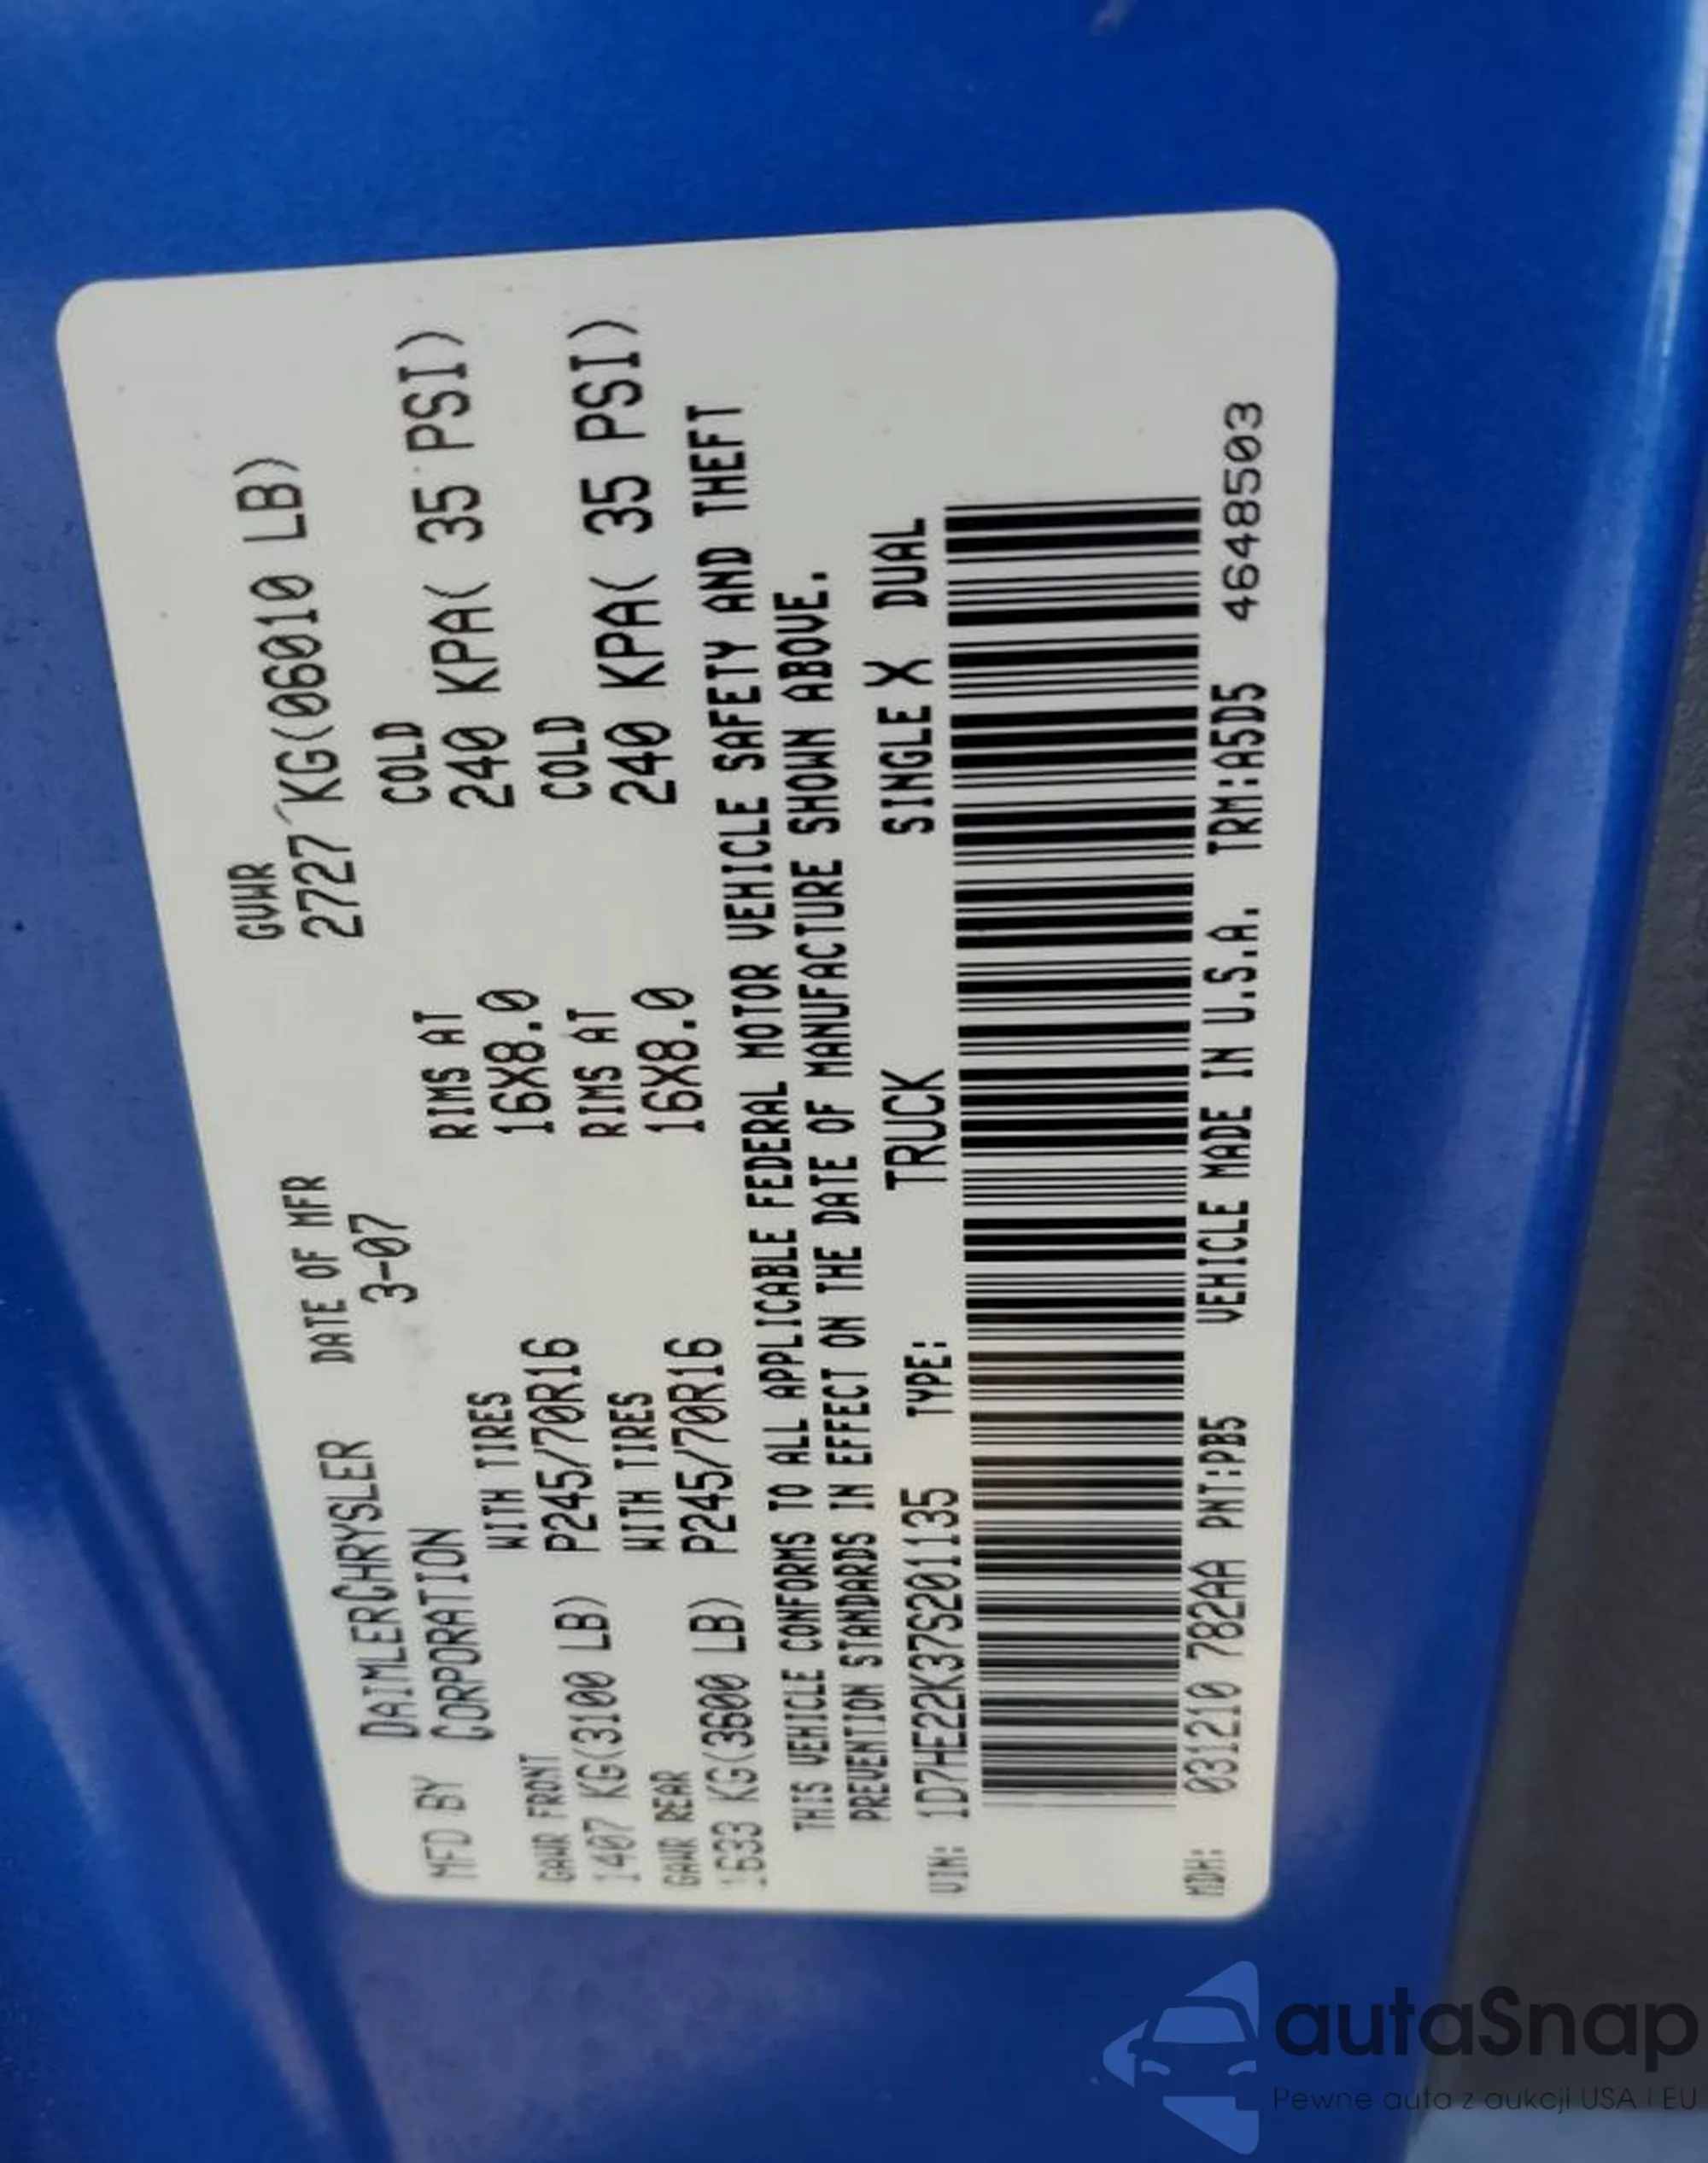 MFD BY DAIMLERCHRYSLER DATE OF MFR GVWR
CORPORATION 3-07 2727 KG(06010 LB)
GAWR FRONT WITH TIRES RIMS AT COLD
1407 KG(3100 LB) P245/70R16 16X8.0 240 KPA( 35 PSI)
GAWR REAR WITH TIRES RIMS AT COLD
1633 KG(3600 LB) P245/70R16 16X8.0 240 KPA( 35 PSI)
THIS VEHICLE CONFORMS TO ALL APPLICABLE FEDERAL MOTOR VEHICLE SAFETY AND THEFT
PREVENTION STANDARDS IN EFFECT ON THE DATE OF MANUFACTURE SHOWN ABOVE.
VIN: 1D7HE22K37S201135 TYPE: TRUCK SINGLE X DUAL
MDH: 031210 782AA PNT:PB5 VEHICLE MADE IN U.S.A. TRM:A5D5 4648503
autaSnap
Pewne auta z aukcji USA i EU